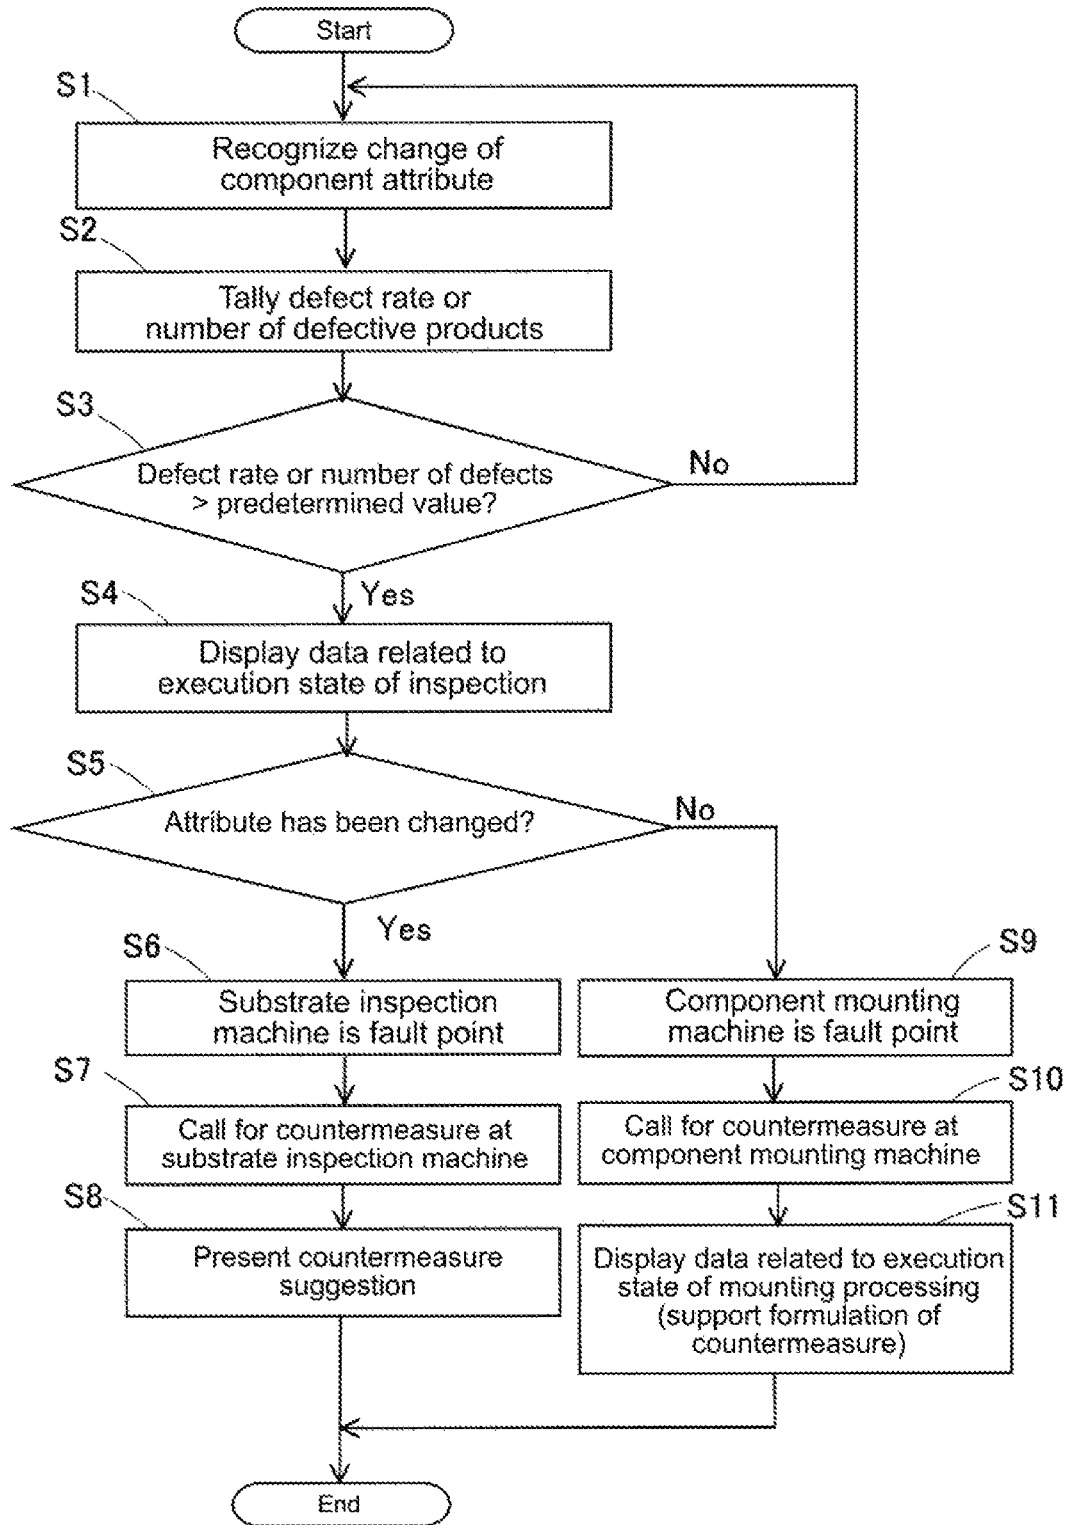 Start
S1
Recognize change of
component attribute
S2
Tally defect rate or
number of defective products
S3
Defect rate or number of defects
> predetermined value?
No
Yes
S4
Display data related to
execution state of inspection
S5
Attribute has been changed?
No
Yes
S6
Substrate inspection
machine is fault point
S9
Component mounting
machine is fault point
S7
Call for countermeasure at
substrate inspection machine
S10
Call for countermeasure at
component mounting machine
S8
Present countermeasure
suggestion
S11
Display data related to execution
state of mounting processing
(support formulation of
countermeasure)
End